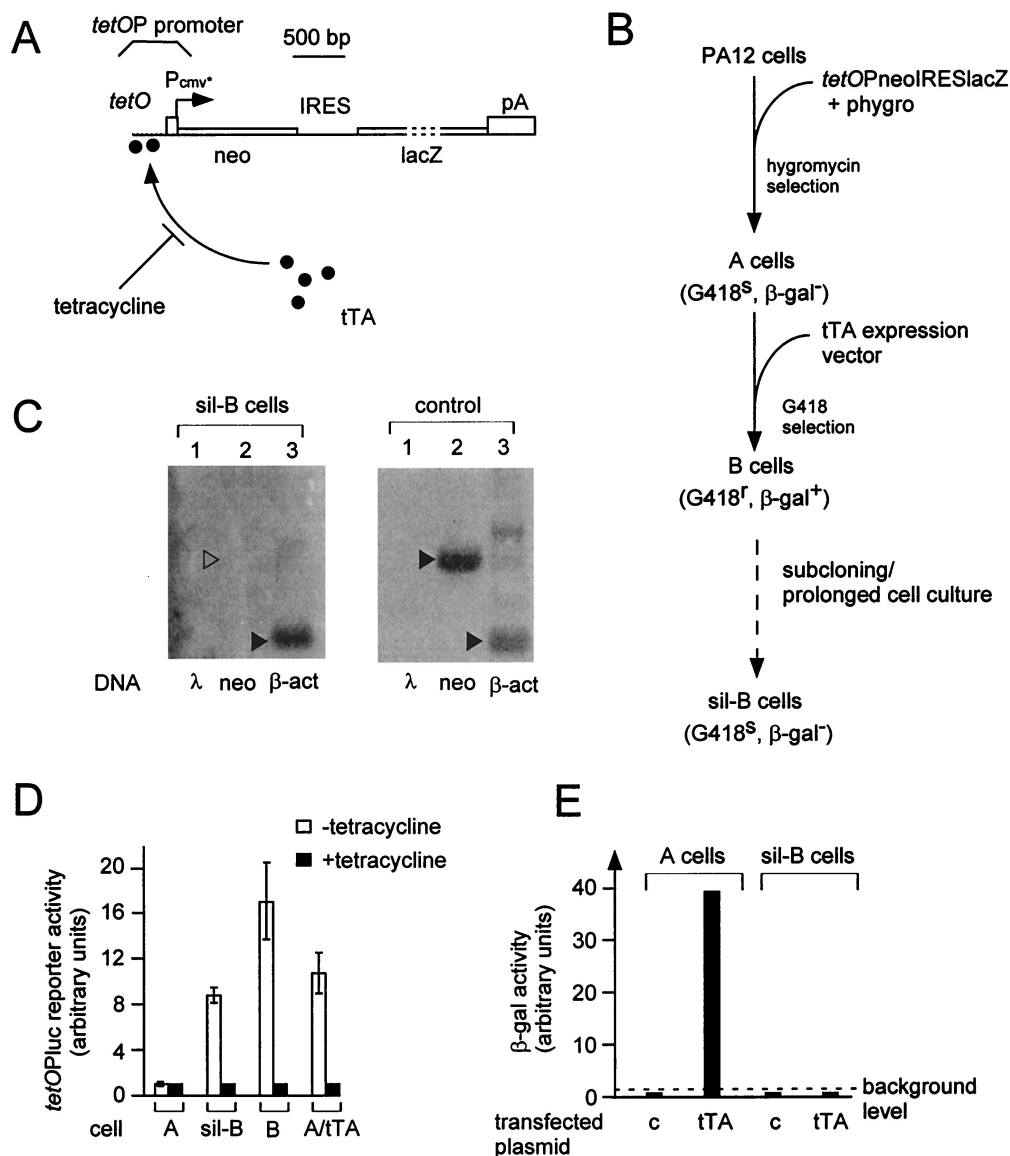 A
tetOP promoter
500 bp
Pcmv*
tetO
IRES
pA
neo
lacZ
tetracycline
tTA
B
PA12 cells
tetOPneoIRESlacZ
+ phygro
hygromycin
selection
A cells
(G418s, β-gal-)
tTA expression
vector
G418
selection
B cells
(G418r, β-gal+)
subcloning/
prolonged cell culture
sil-B cells
(G418s, β-gal-)
C
sil-B cells
control
1 2 3
1 2 3
DNA λ neo β-act
λ neo β-act
D
-tetracycline
+tetracycline
tetOPluc reporter activity
(arbitrary units)
20
16
12
8
4
0
cell A sil-B B A/tTA
E
A cells
sil-B cells
β-gal activity
(arbitrary units)
40
30
20
10
0
background
level
transfected
plasmid
c tTA c tTA